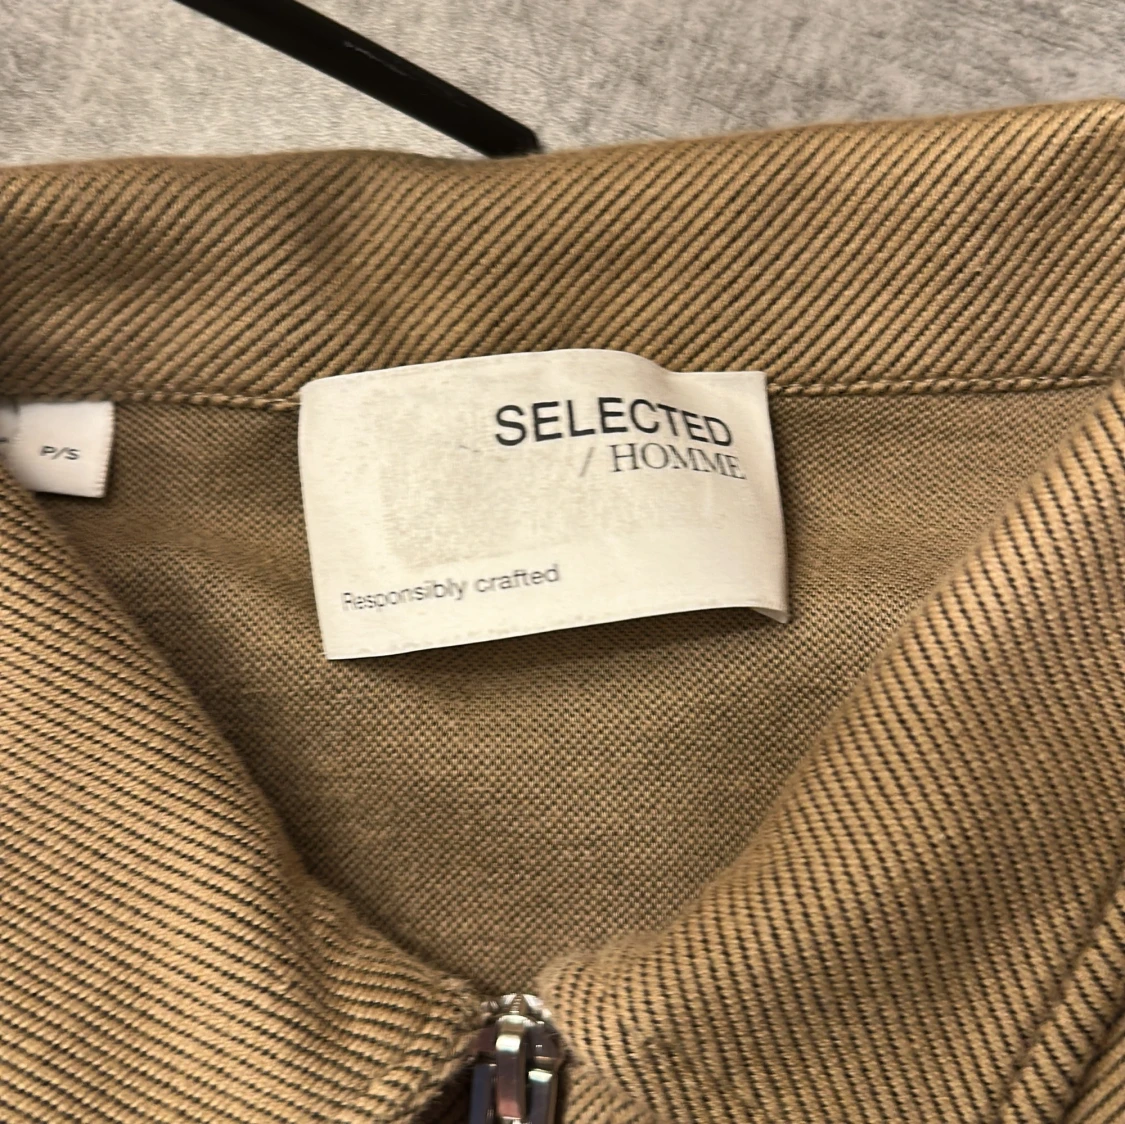 SELECTED
/ HOMME
Responsibly crafted
P/S